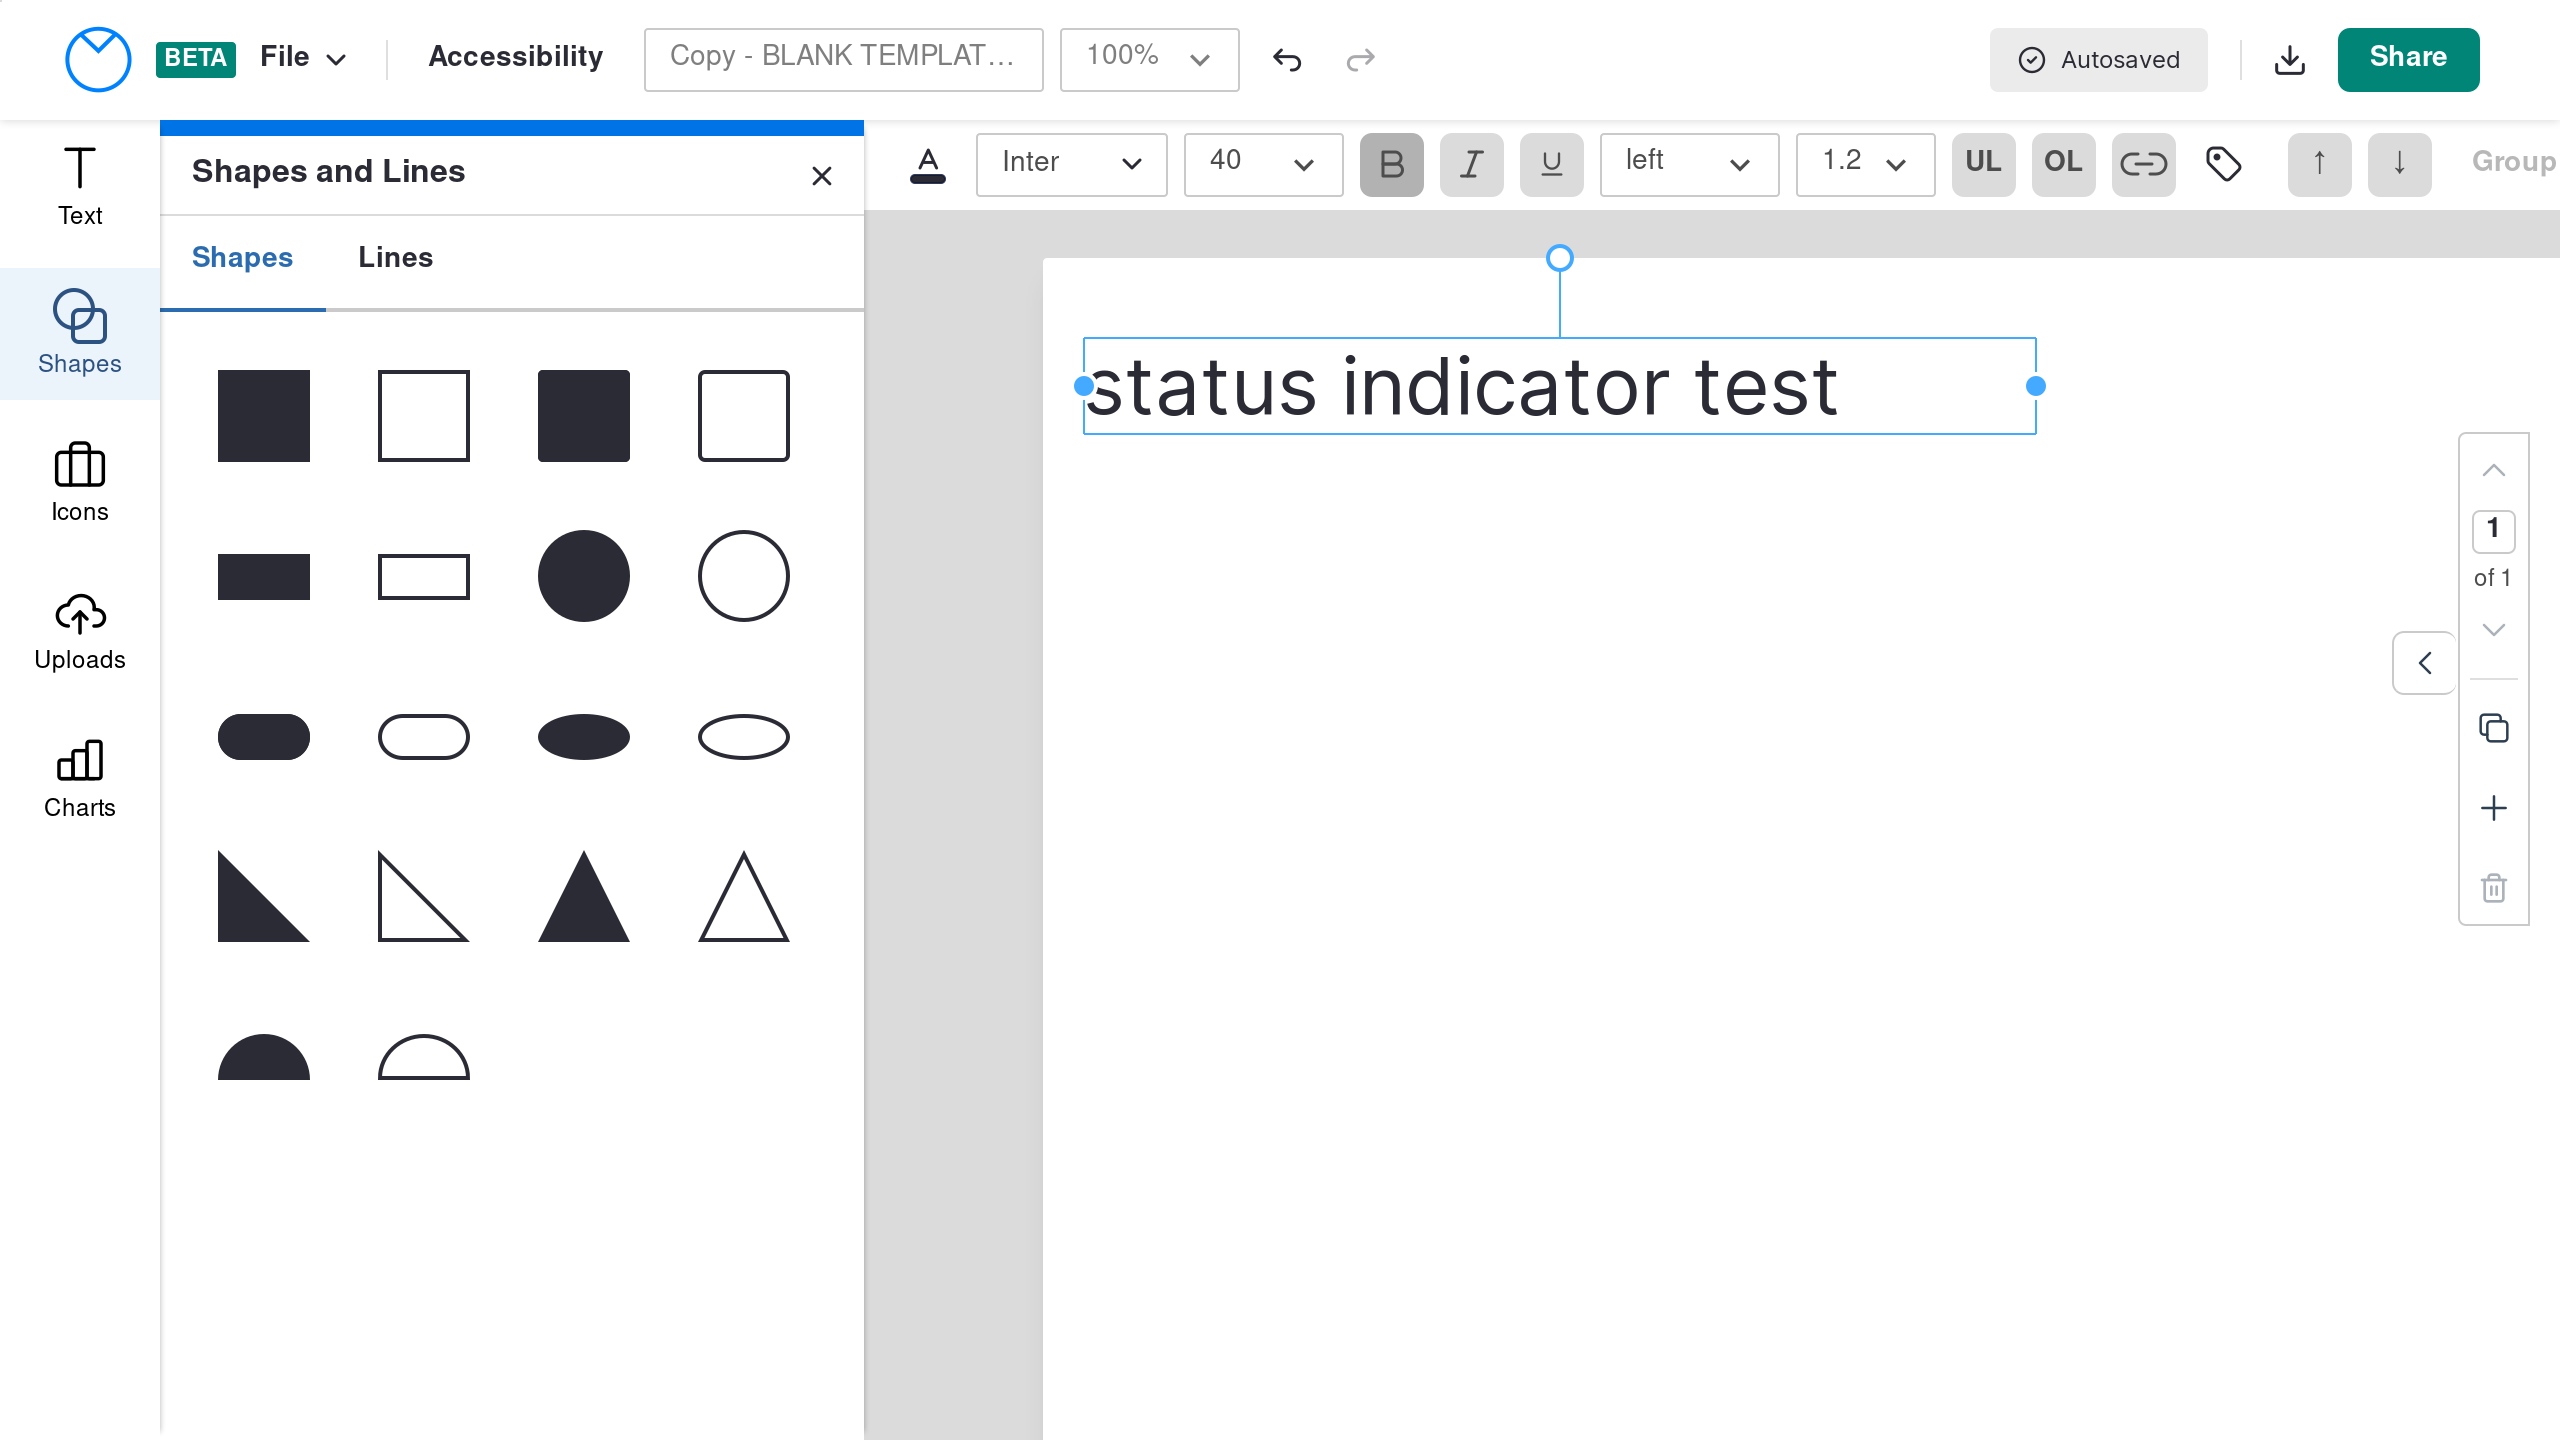 BETA File Accessibility Copy - BLANK TEMPLAT... 100% Autosaved Share
Text
Shapes
Icons
Uploads
Charts
Shapes and Lines
Shapes Lines
Inter 40 B I U left 1.2 UL OL ↑ ↓ Group
status indicator test
1
of 1